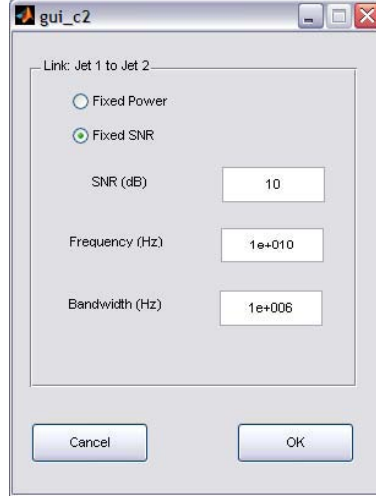 gui_c2
Link: Jet 1 to Jet 2
Fixed Power
Fixed SNR
SNR (dB) 10
Frequency (Hz) 1e+010
Bandwidth (Hz) 1e+006
Cancel OK